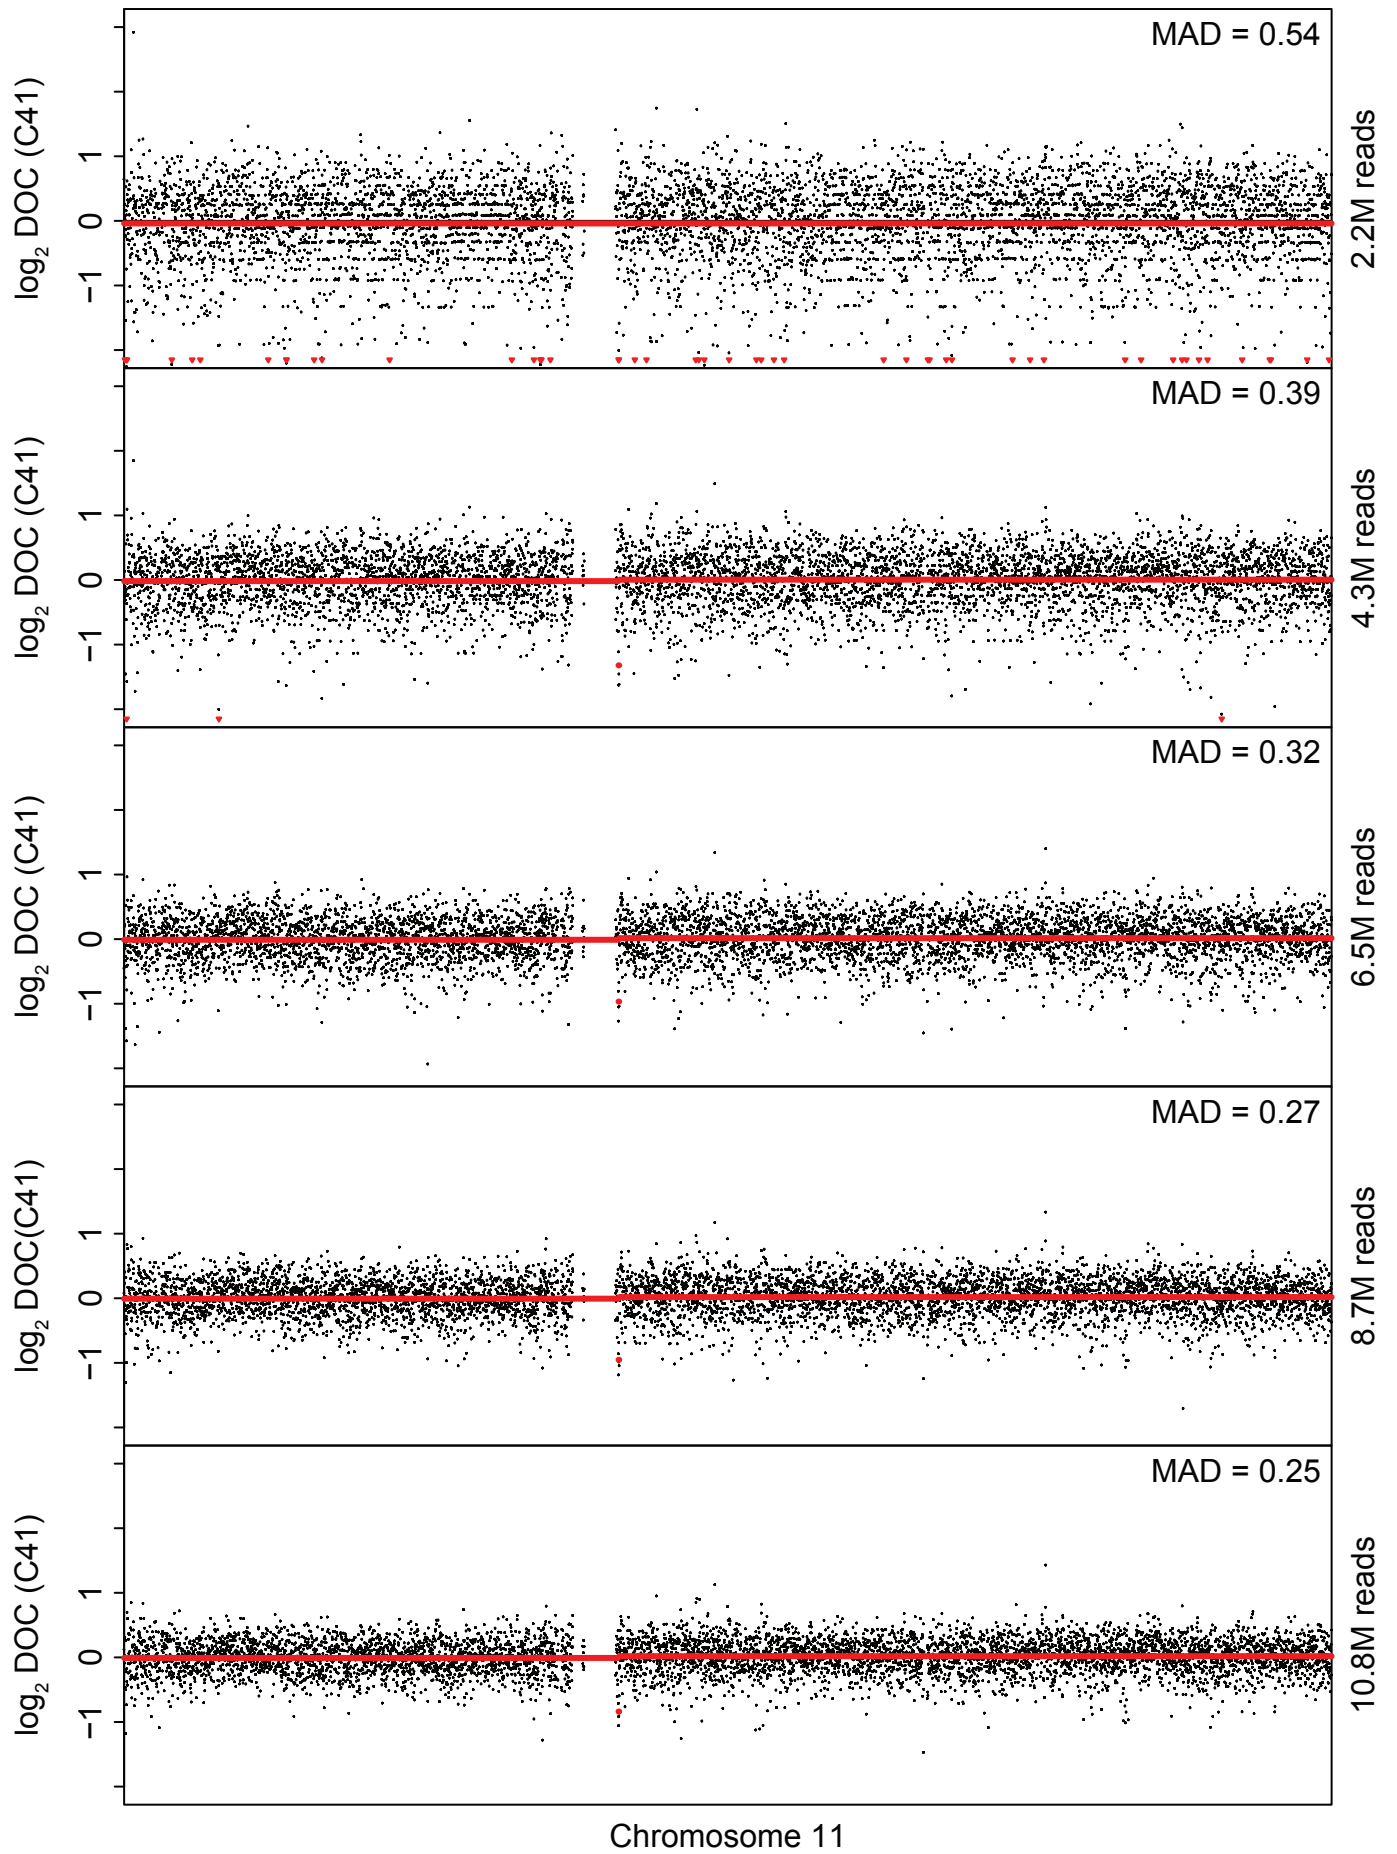 MAD = 0.54
log₂ DOC (C41)
1
0
−1
2.2M reads
MAD = 0.39
log₂ DOC (C41)
1
0
−1
4.3M reads
MAD = 0.32
log₂ DOC (C41)
1
0
−1
6.5M reads
MAD = 0.27
log₂ DOC(C41)
1
0
−1
8.7M reads
MAD = 0.25
log₂ DOC (C41)
1
0
−1
10.8M reads
Chromosome 11